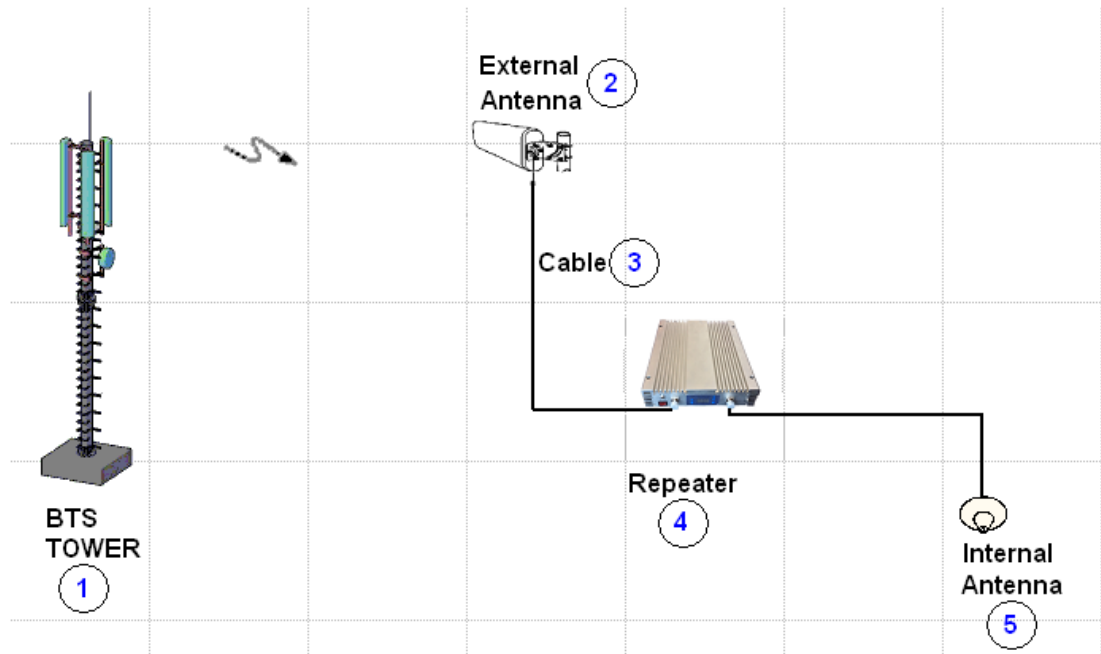 External
Antenna
2
Cable
3
Repeater
4
BTS
TOWER
1
Internal
Antenna
5